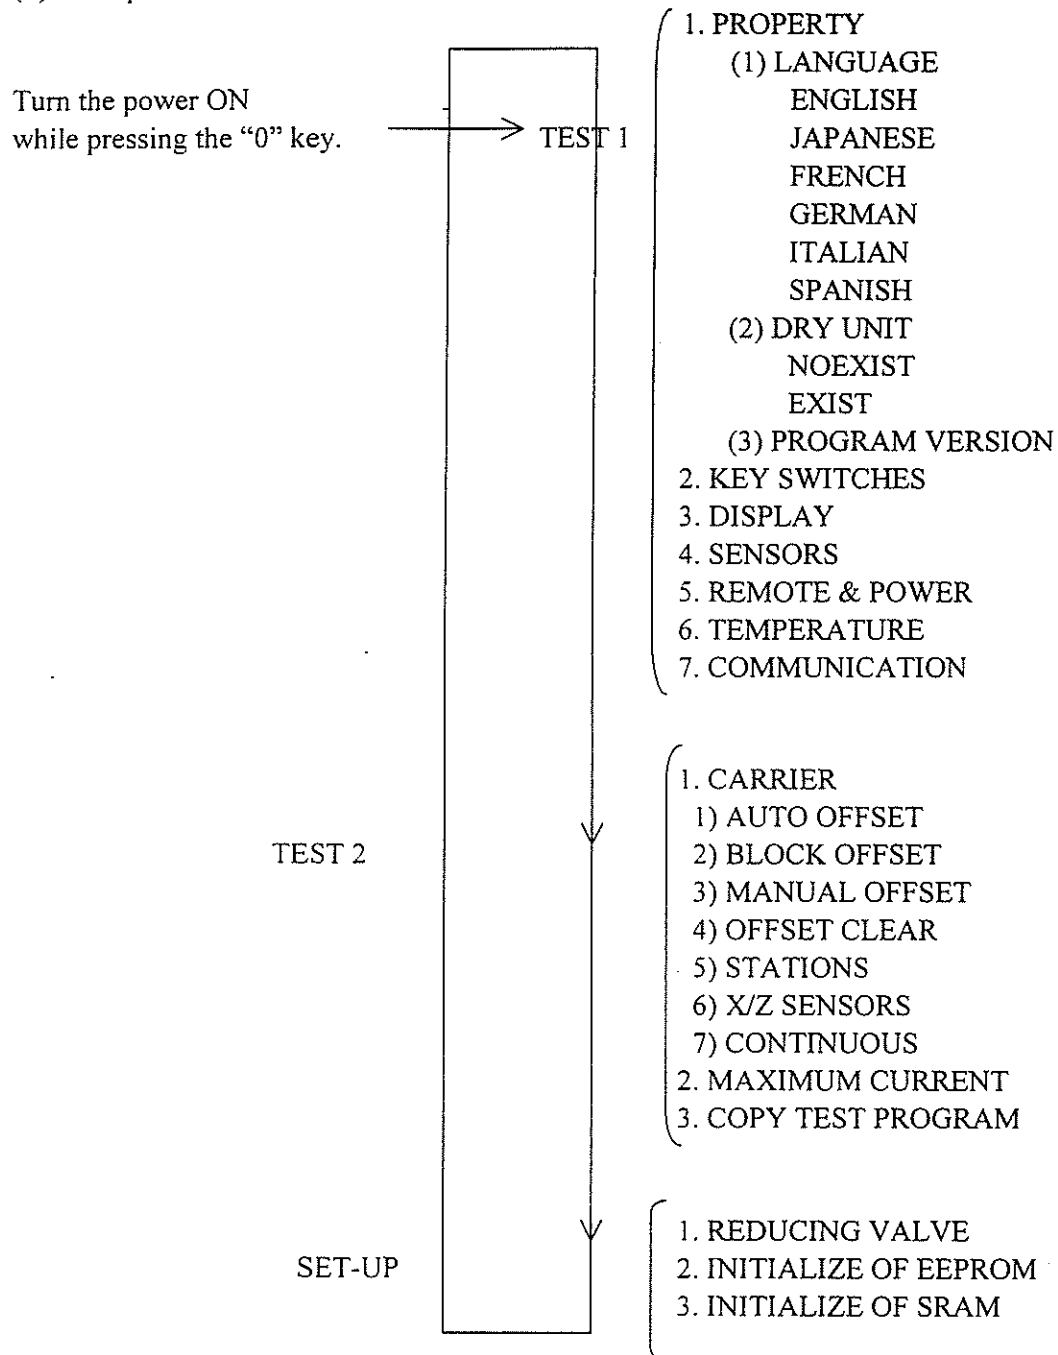 Turn the power ON
while pressing the “0” key.
TEST 1
1. PROPERTY
(1) LANGUAGE
ENGLISH
JAPANESE
FRENCH
GERMAN
ITALIAN
SPANISH
(2) DRY UNIT
NOEXIST
EXIST
(3) PROGRAM VERSION
2. KEY SWITCHES
3. DISPLAY
4. SENSORS
5. REMOTE & POWER
6. TEMPERATURE
7. COMMUNICATION
TEST 2
1. CARRIER
1) AUTO OFFSET
2) BLOCK OFFSET
3) MANUAL OFFSET
4) OFFSET CLEAR
5) STATIONS
6) X/Z SENSORS
7) CONTINUOUS
2. MAXIMUM CURRENT
3. COPY TEST PROGRAM
SET-UP
1. REDUCING VALVE
2. INITIALIZE OF EEPROM
3. INITIALIZE OF SRAM